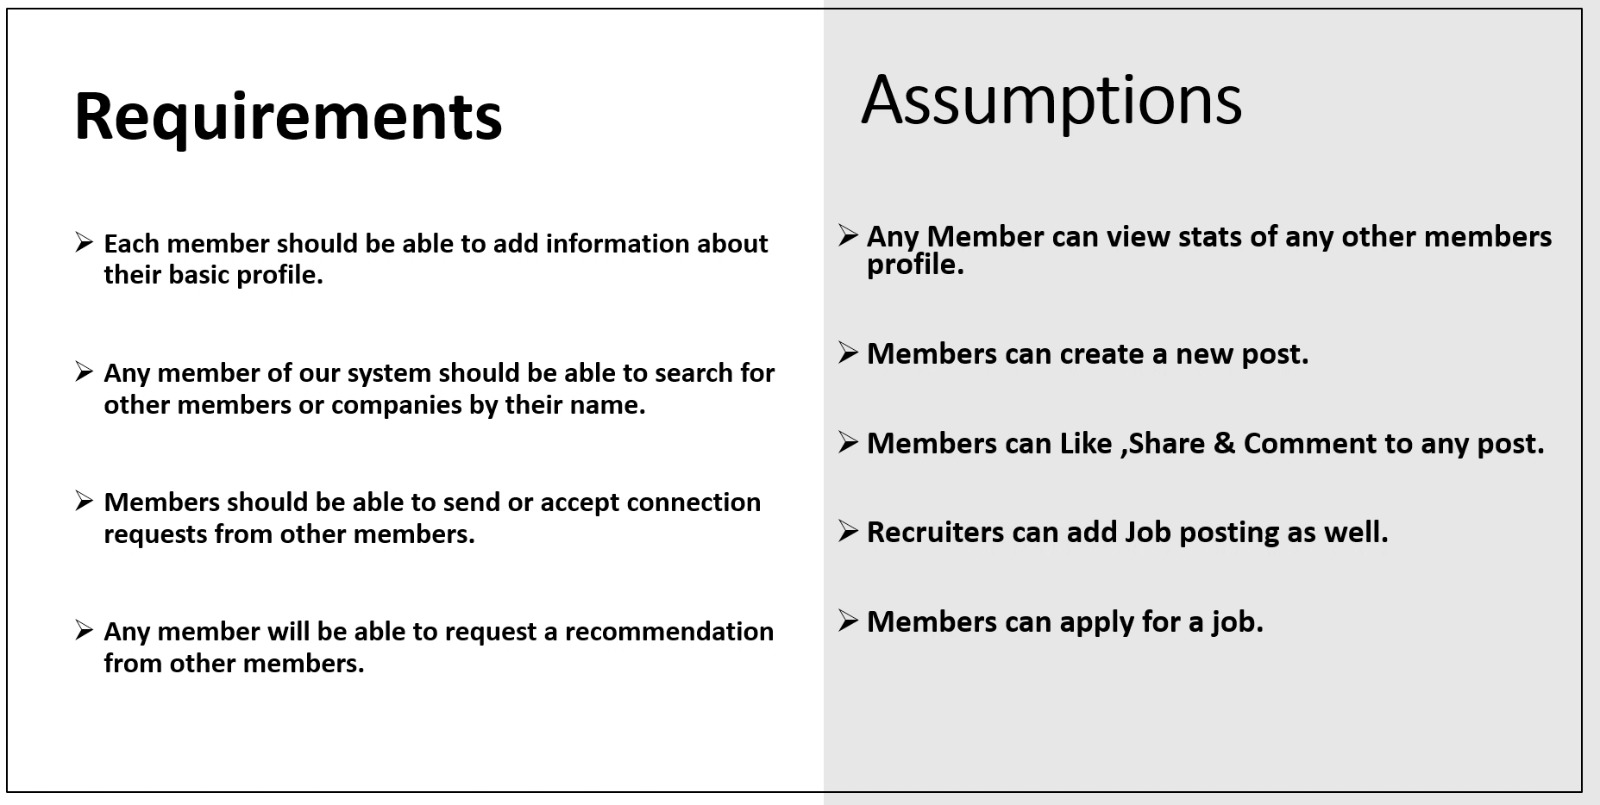 Requirements
Each member should be able to add information about
their basic profile.
Any member of our system should be able to search for
other members or companies by their name.
Members should be able to send or accept connection
requests from other members.
Any member will be able to request a recommendation
from other members.
Assumptions
Any Member can view stats of any other members
profile.
Members can create a new post.
Members can Like ,Share & Comment to any post.
Recruiters can add Job posting as well.
Members can apply for a job.